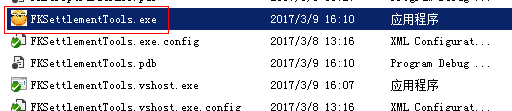 FKSettlementTools.exe 2017/3/9 16:10 应用程序
FKSettlementTools.exe.config 2017/3/8 13:16 XML Configurat...
FKSettlementTools.pdb 2017/3/9 16:10 Program Debug ...
FKSettlementTools.vshost.exe 2017/3/9 16:07 应用程序
FKSettlementTools.vshost.exe.config 2017/3/8 13:16 XML Configurat...